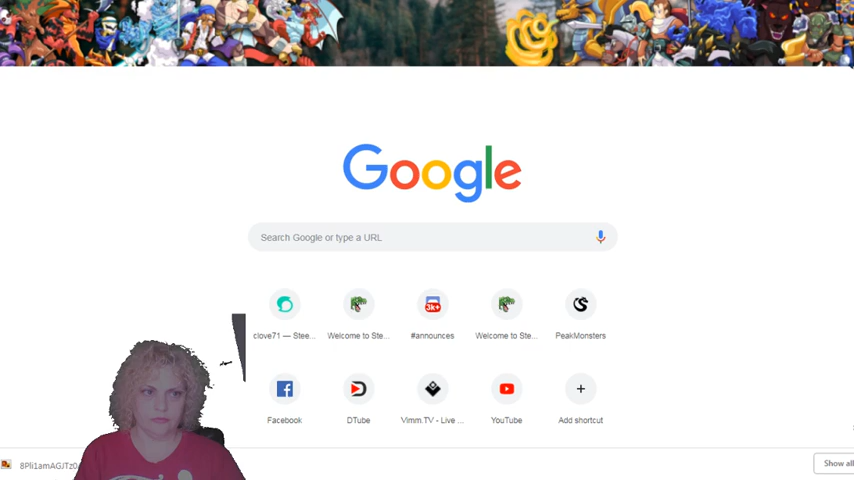 Google
Search Google or type a URL
3k+
clove71 — Stee...
Welcome to Ste...
#announces
Welcome to Ste...
PeakMonsters
Facebook
DTube
Vimm.TV - Live ...
YouTube
Add shortcut
Show all